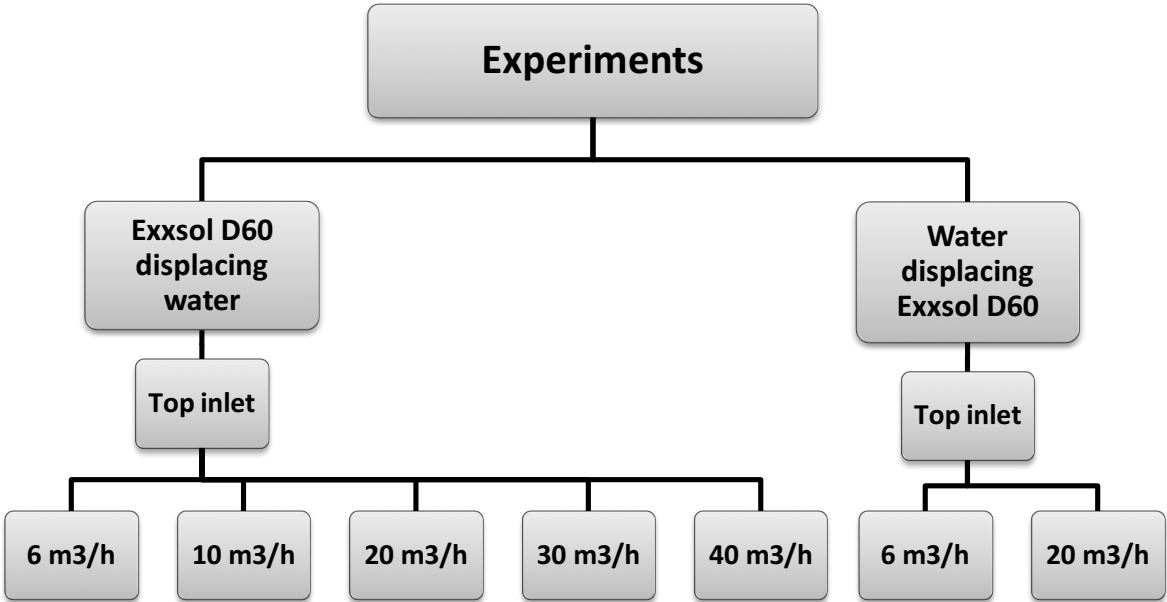 Experiments
Exxsol D60
displacing
water
Water
displacing
Exxsol D60
Top inlet
Top inlet
6 m3/h
10 m3/h
20 m3/h
30 m3/h
40 m3/h
6 m3/h
20 m3/h